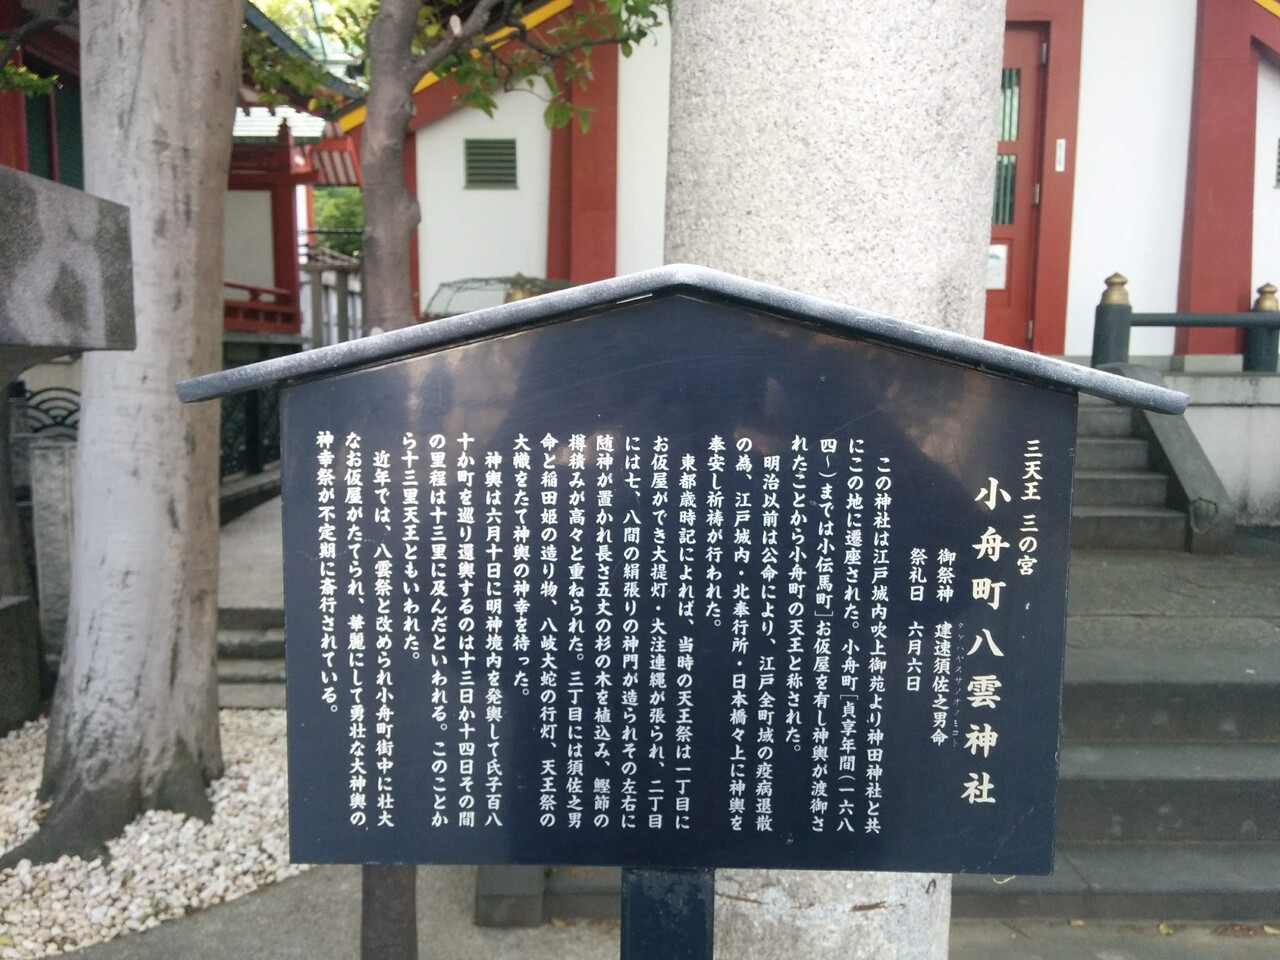 三天王 三の宮
小舟町八雲神社
御祭神 建速須佐之男命
タケハヤスサノオノミコト
祭礼日 六月六日
この神社は江戸城内吹上御苑より神田神社と共
にこの地に遷座された。小舟町［貞享年間（一六八
四～）までは小伝馬町］お仮屋を有し神輿が渡御さ
れたことから小舟町の天王と称された。
明治以前は公命により、江戸全町域の疫病退散
の為、江戸城内・北奉行所・日本橋々上に神輿を
奉安し祈祷が行われた。
東都歳時記によれば、当時の天王祭は一丁目に
お仮屋ができ大提灯・大注連縄が張られ、二丁目
には七、八間の絹張りの神門が造られその左右に
随神が置かれ長さ五丈の杉の木を植込み、鰹節の
樽積みが高々と重ねられた。三丁目には須佐之男
命と稲田姫の造り物、八岐大蛇の行灯、天王祭の
大幟をたて神輿の神幸を待った。
神輿は六月十日に明神境内を発輿して氏子百八
十か町を巡り還輿するのは十三日か十四日その間
の里程は十三里に及んだといわれる。このことか
ら十三里天王ともいわれた。
近年では、八雲祭と改められ小舟町街中に壮大
なお仮屋がたてられ、華麗にして勇壮な大神輿の
神幸祭が不定期に斎行されている。